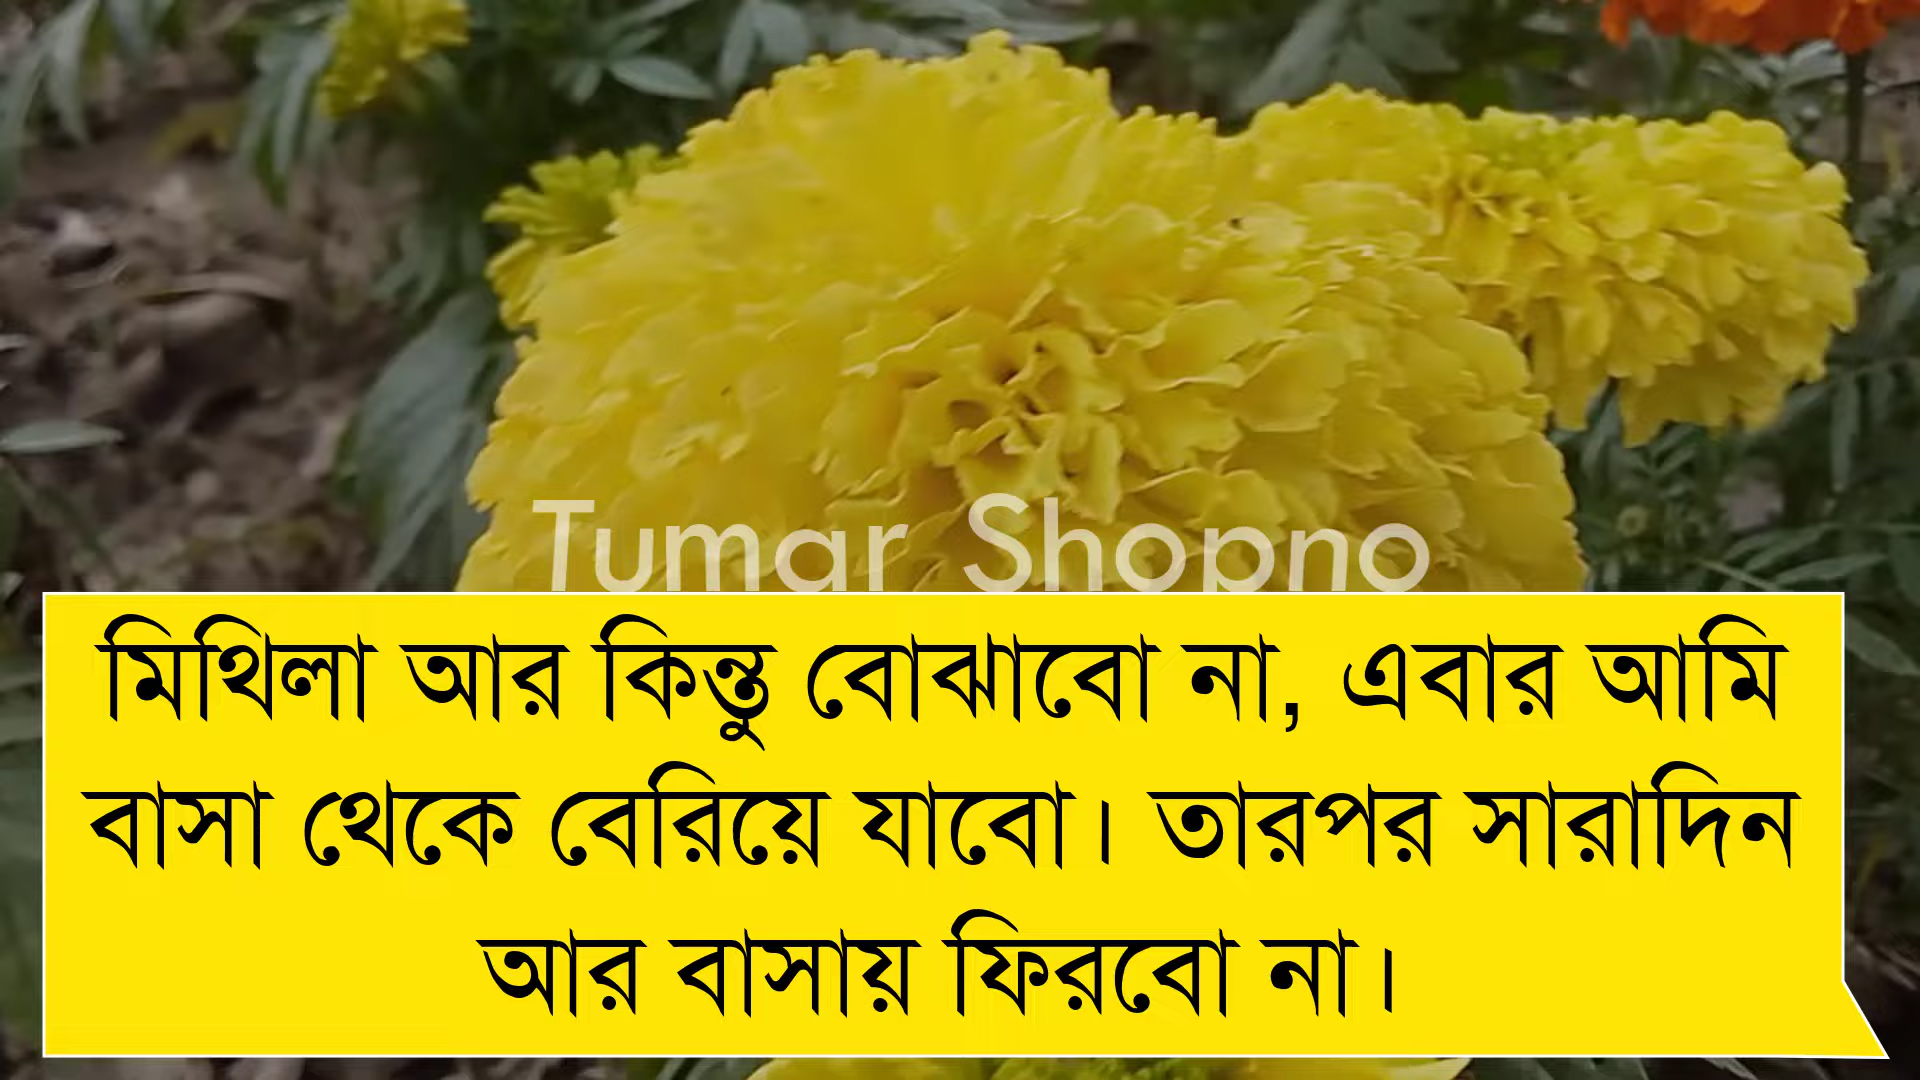 Tumar Shopno
মিথিলা আর কিন্তু বোঝাবো না, এবার আমি
বাসা থেকে বেরিয়ে যাবো। তারপর সারাদিন
আর বাসায় ফিরবো না।